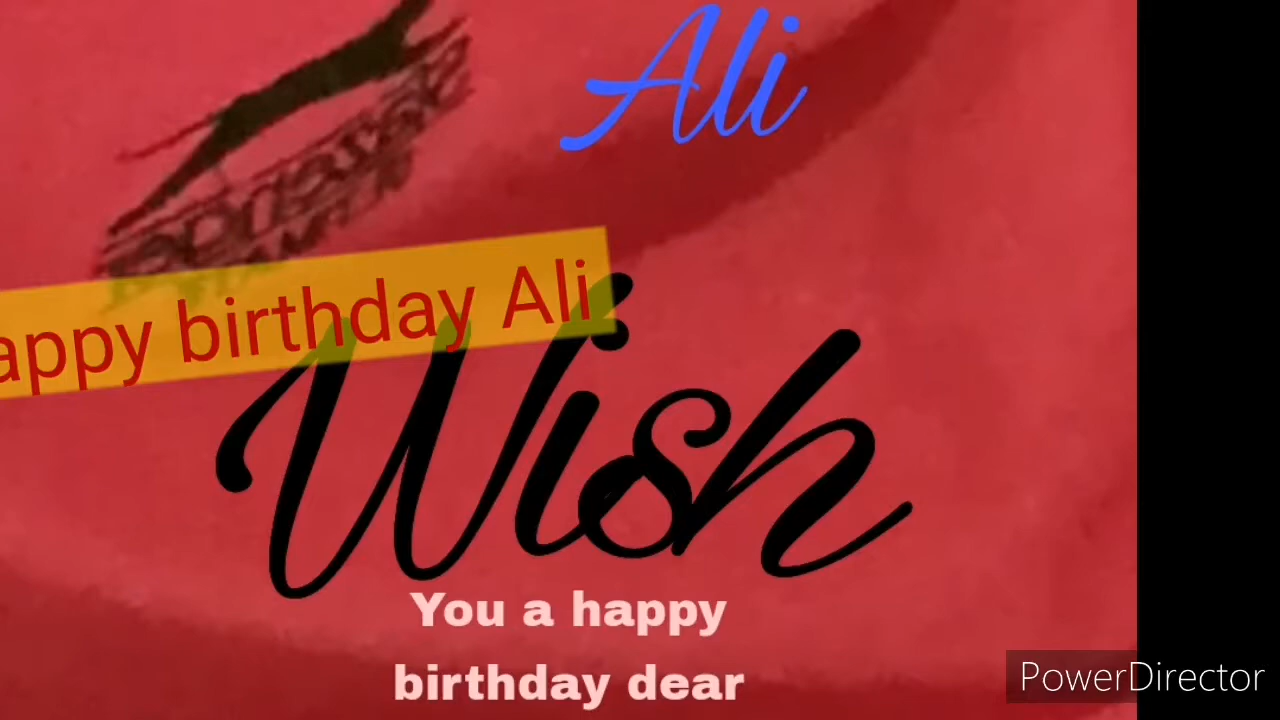 Ali
appy birthday Ali
Wish
You a happy
birthday dear
PowerDirector